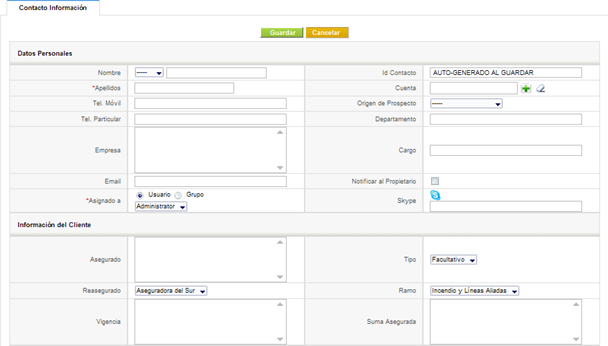 Contacto Información
Guardar Cancelar
Datos Personales
Nombre ----- Id Contacto AUTO-GENERADO AL GUARDAR
*Apellidos Cuenta
Tel. Móvil Origen de Prospecto -----
Tel. Particular Departamento
Empresa Cargo
Email Notificar al Propietario
*Asignado a Usuario Grupo Administrator Skype
Información del Cliente
Asegurado Tipo Facultativo
Reasegurado Aseguradora del Sur Ramo Incendio y Líneas Aliadas
Vigencia Suma Asegurada